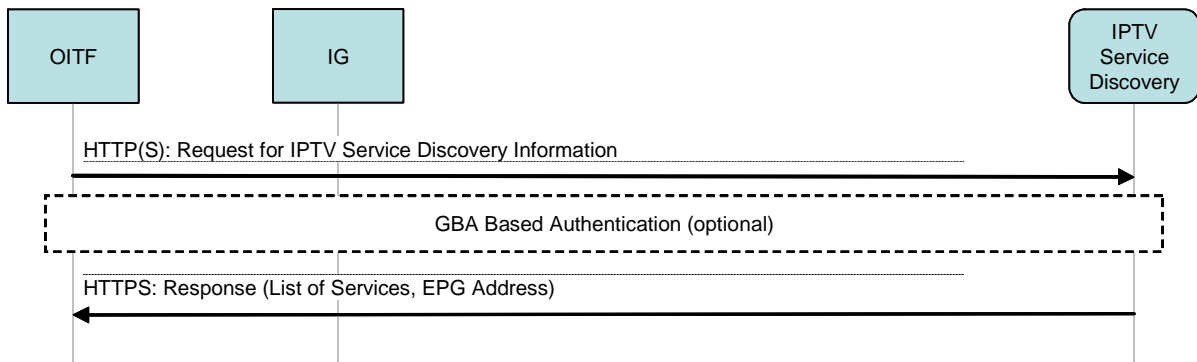 OITF
IG
IPTV
Service
Discovery
HTTP(S): Request for IPTV Service Discovery Information
GBA Based Authentication (optional)
HTTPS: Response (List of Services, EPG Address)